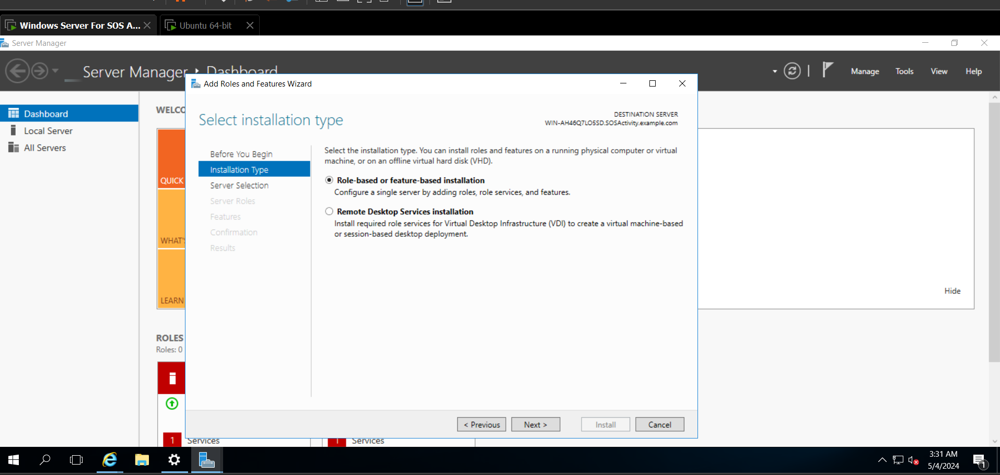 Windows Server For SOS A...
Ubuntu 64-bit
Server Manager
Server Manager
Dashboard
Manage
Tools
View
Help
Add Roles and Features Wizard
Dashboard
Local Server
All Servers
WELCO
QUICK
WHAT'S
LEARN
Hide
ROLES
Roles: 0
1
Services
1
Services
Select installation type
DESTINATION SERVER
WIN-AH46Q7LO5SD.SOSActivity.example.com
Before You Begin
Installation Type
Server Selection
Server Roles
Features
Confirmation
Results
Select the installation type. You can install roles and features on a running physical computer or virtual
machine, or on an offline virtual hard disk (VHD).
Role-based or feature-based installation
Configure a single server by adding roles, role services, and features.
Remote Desktop Services installation
Install required role services for Virtual Desktop Infrastructure (VDI) to create a virtual machine-based
or session-based desktop deployment.
< Previous
Next >
Install
Cancel
3:31 AM
5/4/2024
1